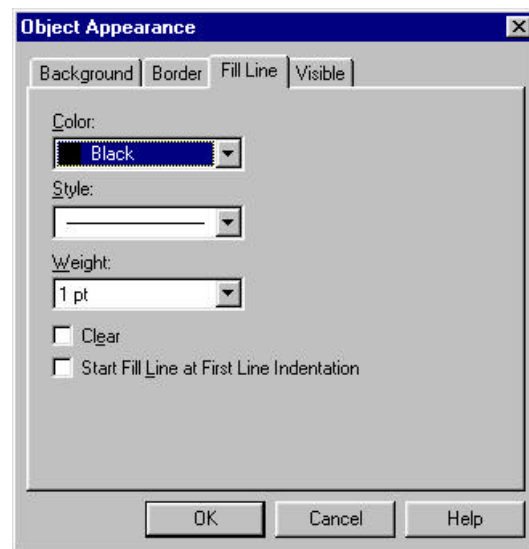 Object Appearance
Background Border Fill Line Visible
Color:
Black
Style:
Weight:
1 pt
Clear
Start Fill Line at First Line Indentation
OK Cancel Help